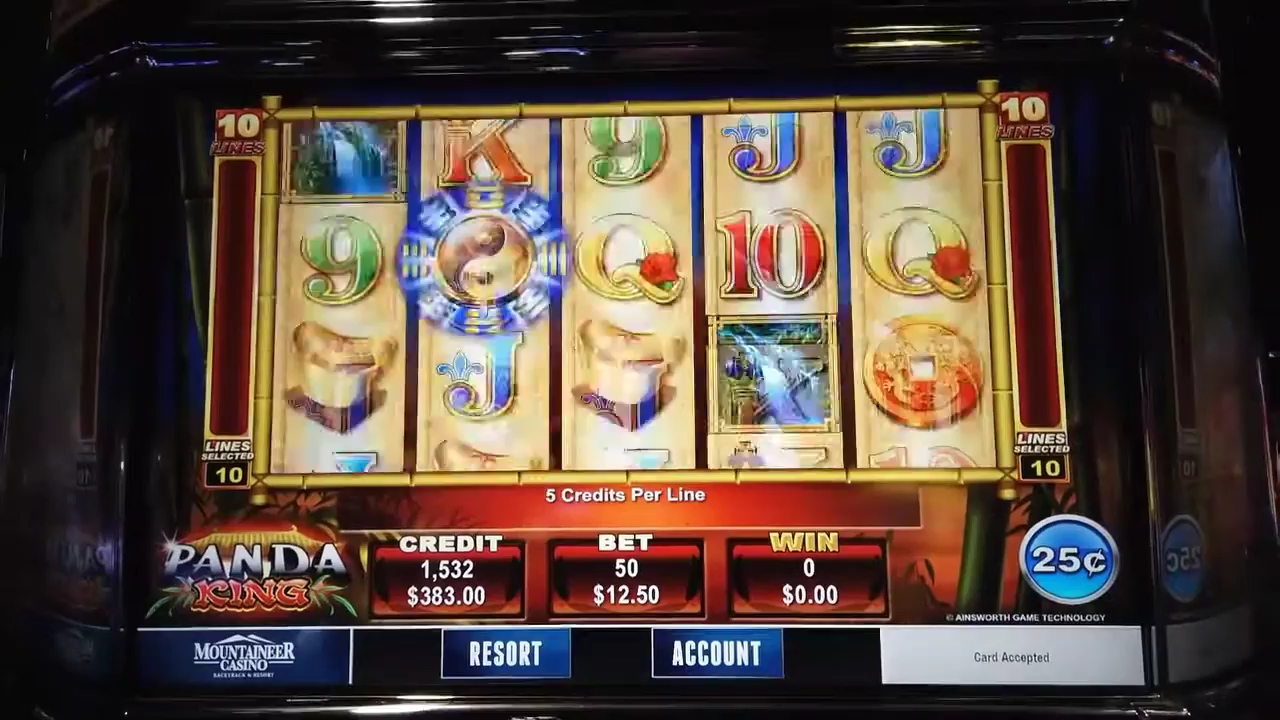 10 LINES
10 LINES
K 9 J J
9 Q 10 Q
J
LINES SELECTED 10
LINES SELECTED 10
5 Credits Per Line
PANDA KING
CREDIT
1,532
$383.00
BET
50
$12.50
WIN
0
$0.00
25¢
© AINSWORTH GAME TECHNOLOGY
MOUNTAINEER
CASINO
RACETRACK & RESORT
RESORT
ACCOUNT
Card Accepted